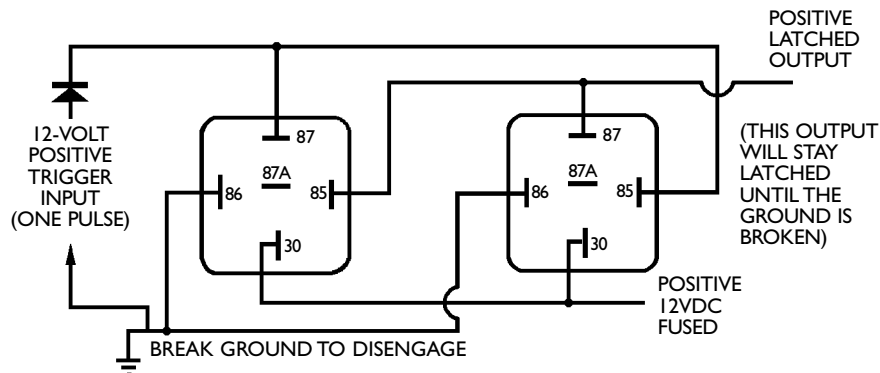 POSITIVE
LATCHED
OUTPUT
12-VOLT
POSITIVE
TRIGGER
INPUT
(ONE PULSE)
87
87A
86
85
30
87
87A
86
85
30
(THIS OUTPUT
WILL STAY
LATCHED
UNTIL THE
GROUND IS
BROKEN)
POSITIVE
12VDC
FUSED
BREAK GROUND TO DISENGAGE